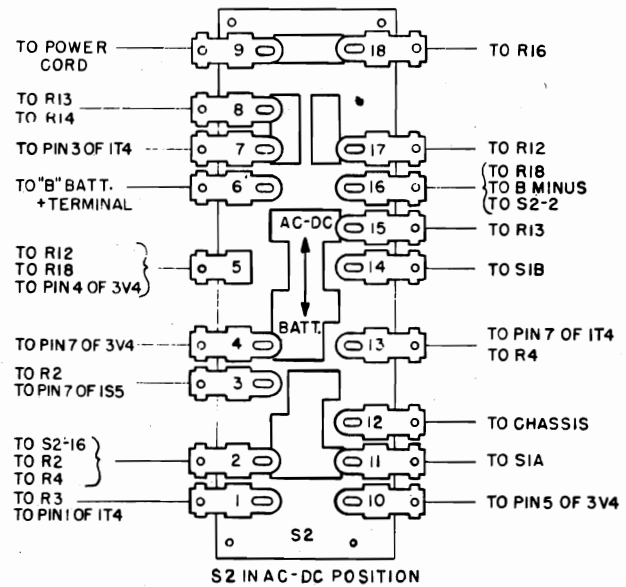 TO POWER
CORD
9
18
TO R16
TO R13
TO R14
8
TO PIN 3 OF 1T4
7
17
TO R12
TO "B" BATT.
+TERMINAL
6
16
TO R18
TO B MINUS
TO S2-2
AC-DC
15
TO R13
TO R12
TO R18
TO PIN 4 OF 3V4
5
14
TO S1B
BATT.
TO PIN 7 OF 3V4
4
13
TO PIN 7 OF 1T4
TO R4
TO R2
TO PIN 7 OF 1S5
3
12
TO CHASSIS
TO S2-16
TO R2
TO R4
2
11
TO S1A
TO R3
TO PIN 1 OF 1T4
1
10
TO PIN 5 OF 3V4
S2
S2 IN AC-DC POSITION